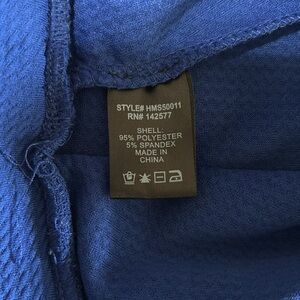 STYLE# HMS50011
RN# 142577
SHELL:
95% POLYESTER
5% SPANDEX
MADE IN
CHINA